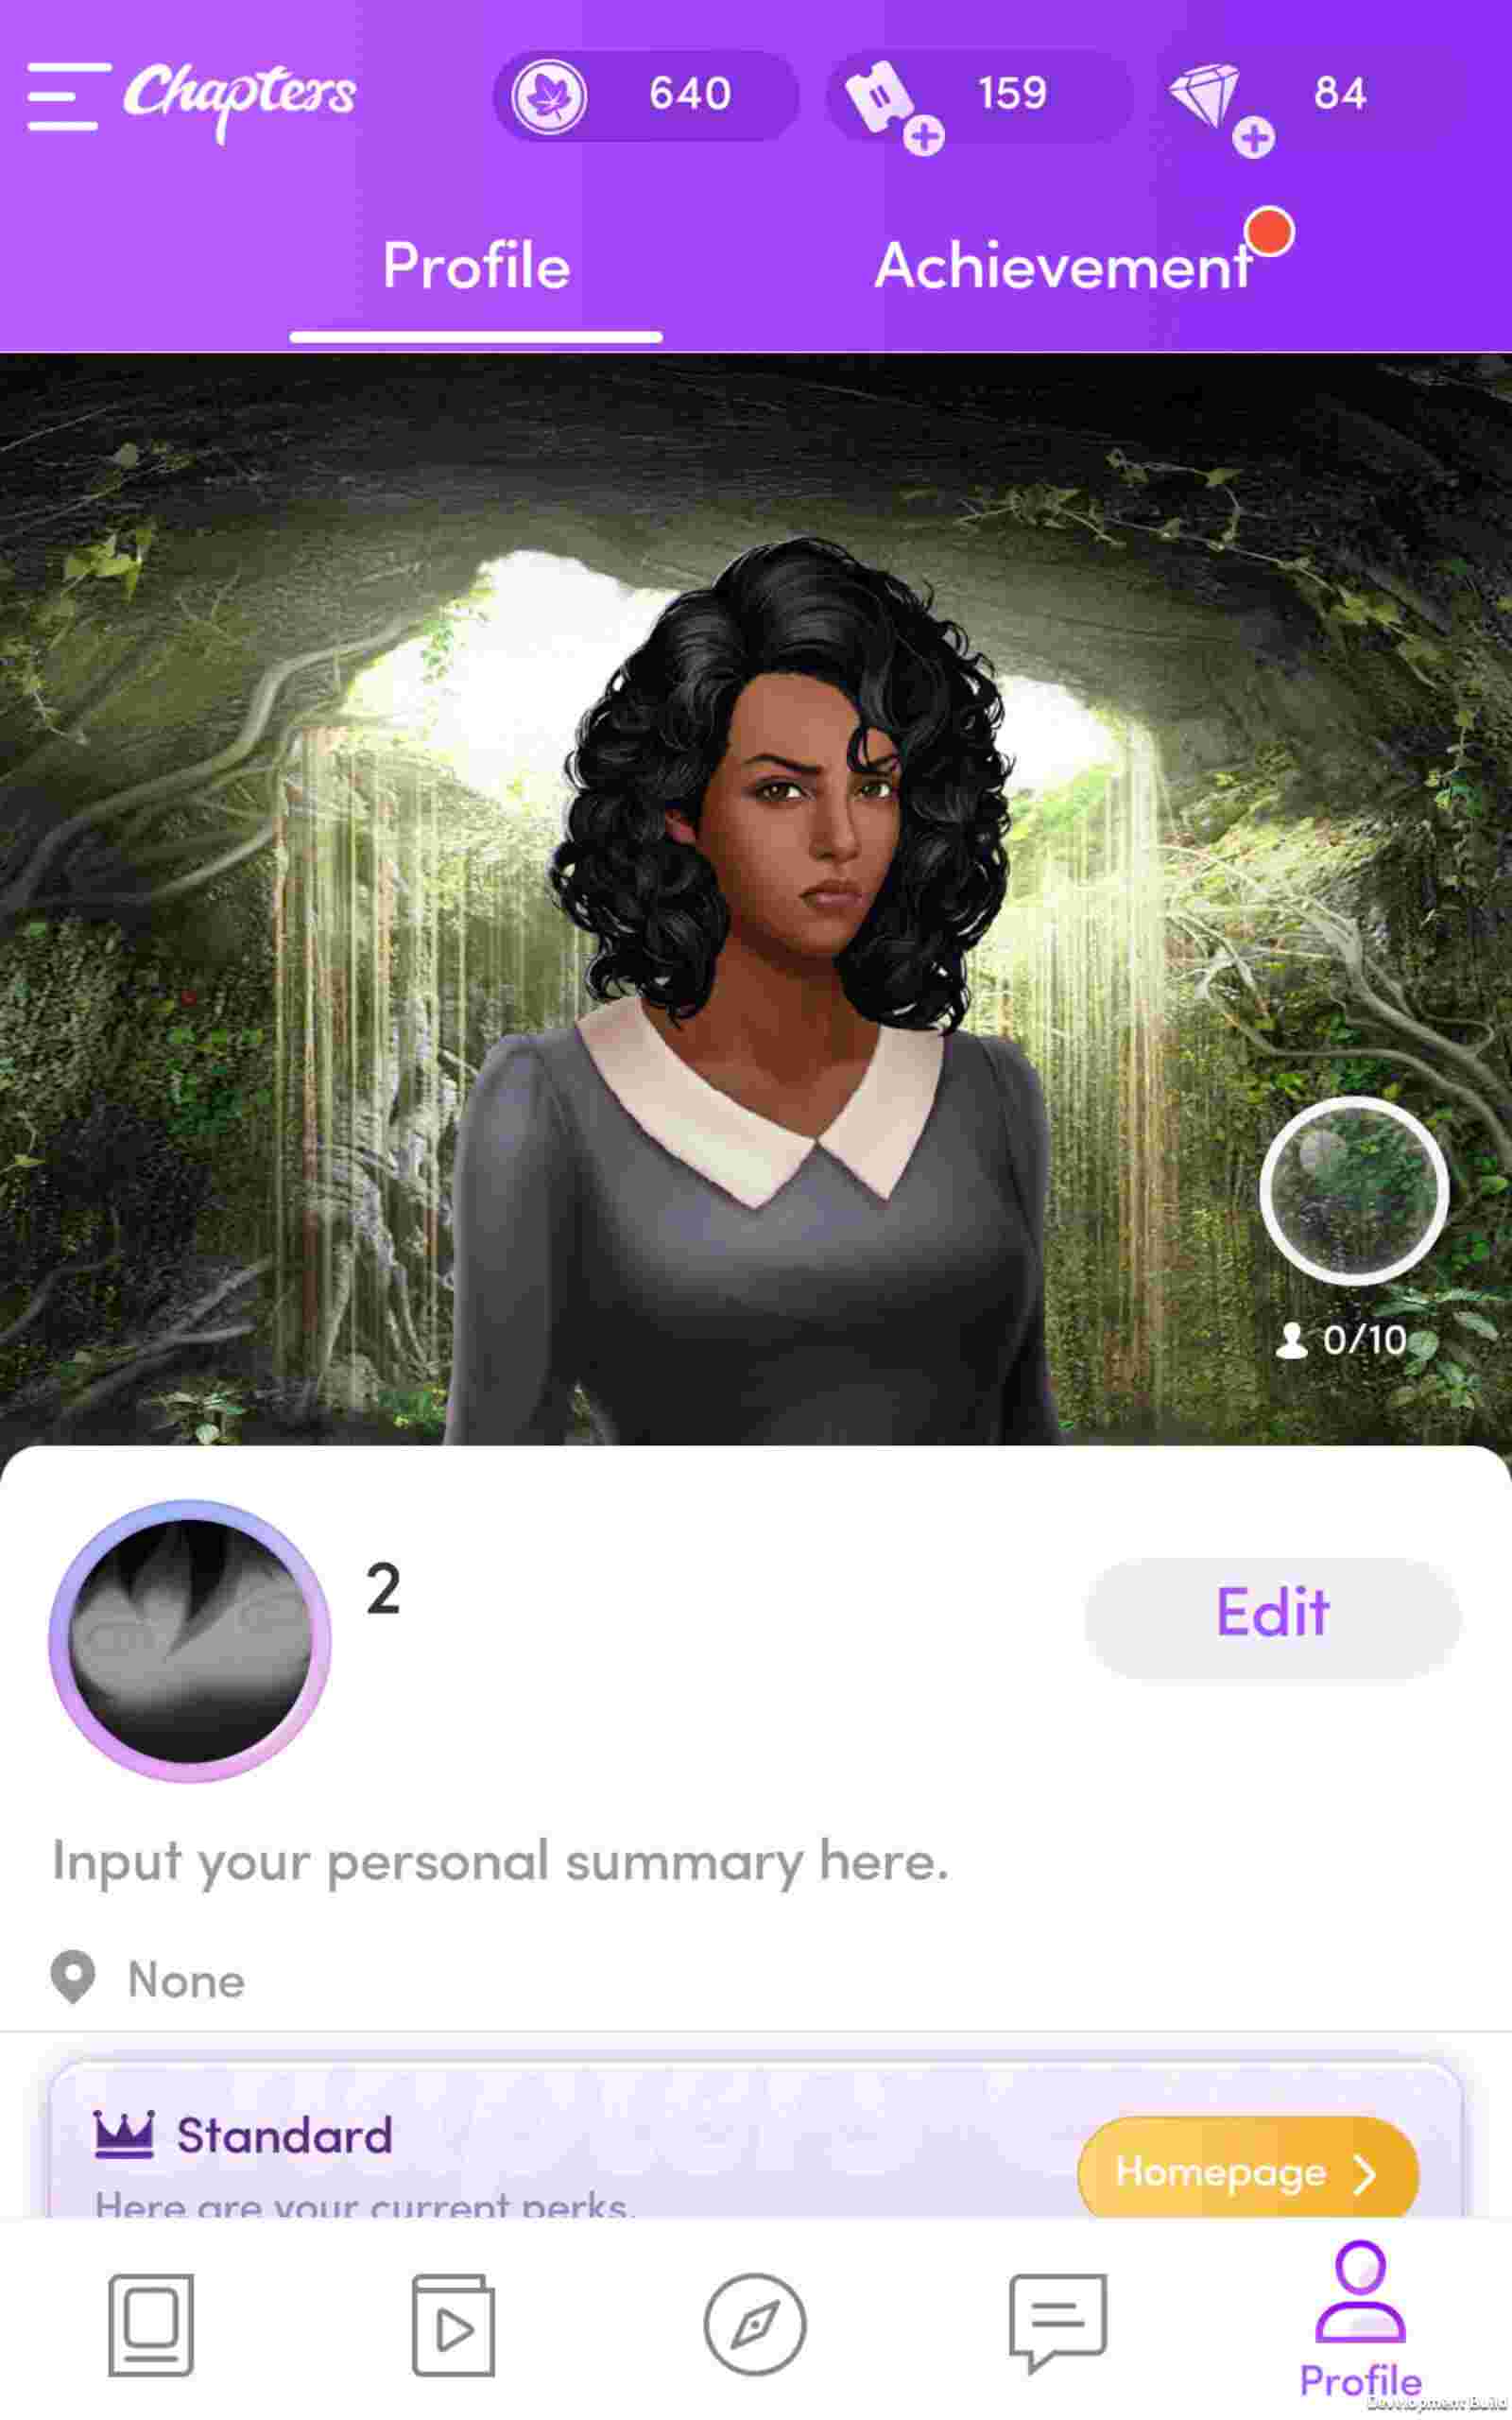 Chapters
640
159
84
Profile
Achievement
0/10
2
Edit
Input your personal summary here.
None
Standard
Homepage
Here are your current perks.
Profile
Development Build